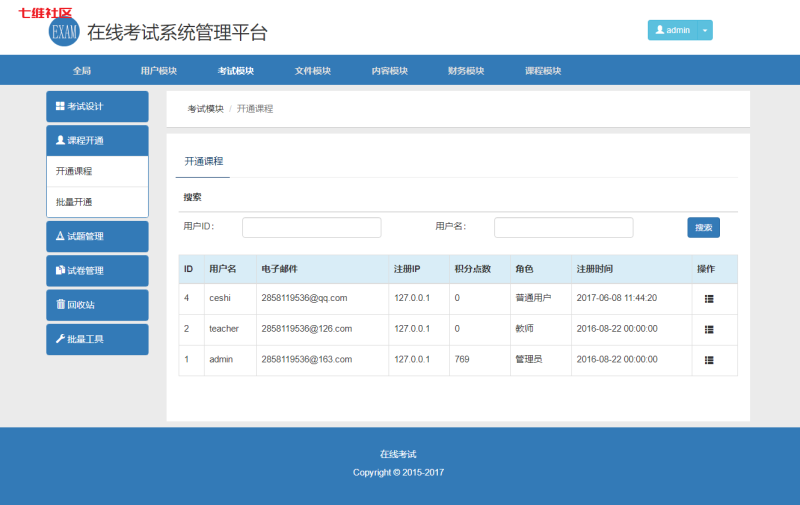 七维社区
EXAM 在线考试系统管理平台
admin
全局 用户模块 考试模块 文件模块 内容模块 财务模块 课程模块
考试设计
课程开通
开通课程
批量开通
试题管理
试卷管理
回收站
批量工具
考试模块 / 开通课程
开通课程
搜索
用户ID: 用户名: 搜索
ID 用户名 电子邮件 注册IP 积分点数 角色 注册时间 操作
4 ceshi 2858119536@qq.com 127.0.0.1 0 普通用户 2017-06-08 11:44:20
2 teacher 2858119536@126.com 127.0.0.1 0 教师 2016-08-22 00:00:00
1 admin 2858119536@163.com 127.0.0.1 769 管理员 2016-08-22 00:00:00
在线考试
Copyright © 2015-2017